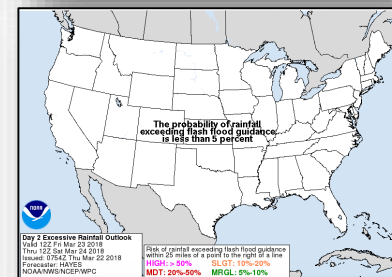 The probability of rainfall
exceeding flash flood guidance
is less than 5 percent
noaa
Day 2 Excessive Rainfall Outlook
Valid 12Z Fri Mar 23 2018
Thru 12Z Sat Mar 24 2018
Issued: 0754Z Thu Mar 22 2018
Forecaster: HAYES
NOAA/NWS/NCEP/WPC
Risk of rainfall exceeding flash flood guidance
within 25 miles of a point to the right of a line
HIGH: > 50% SLGT: 10%-20%
MDT: 20%-50% MRGL: 5%-10%